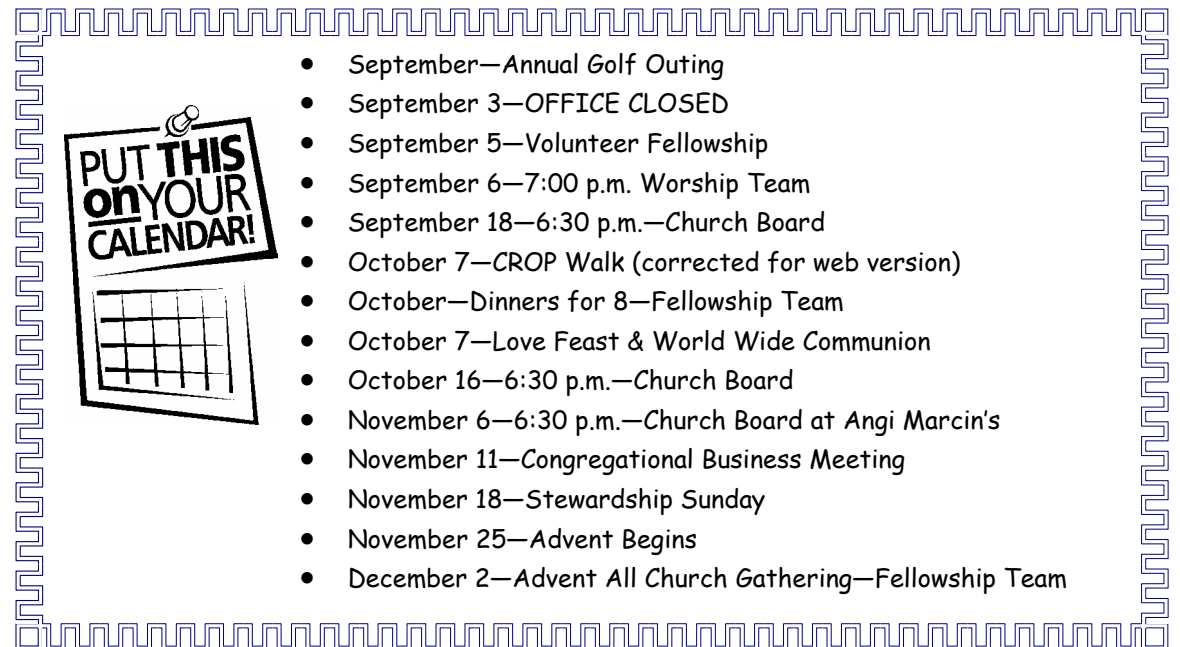 PUT THIS
on YOUR
CALENDAR!
• September—Annual Golf Outing
• September 3—OFFICE CLOSED
• September 5—Volunteer Fellowship
• September 6—7:00 p.m. Worship Team
• September 18—6:30 p.m.—Church Board
• October 7—CROP Walk (corrected for web version)
• October—Dinners for 8—Fellowship Team
• October 7—Love Feast & World Wide Communion
• October 16—6:30 p.m.—Church Board
• November 6—6:30 p.m.—Church Board at Angi Marcin’s
• November 11—Congregational Business Meeting
• November 18—Stewardship Sunday
• November 25—Advent Begins
• December 2—Advent All Church Gathering—Fellowship Team